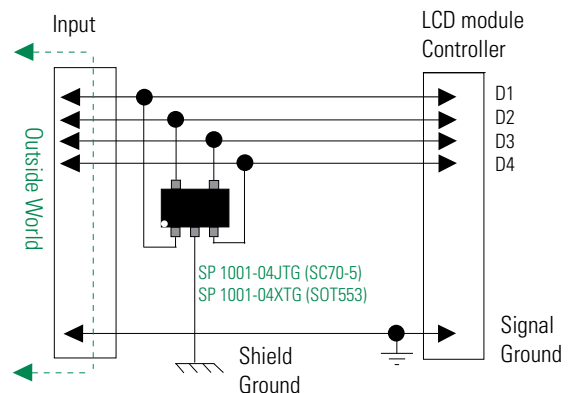 Input
LCD module
Controller
D1
D2
D3
D4
Outside World
SP 1001-04JTG (SC70-5)
SP 1001-04XTG (SOT553)
Shield
Ground
Signal
Ground